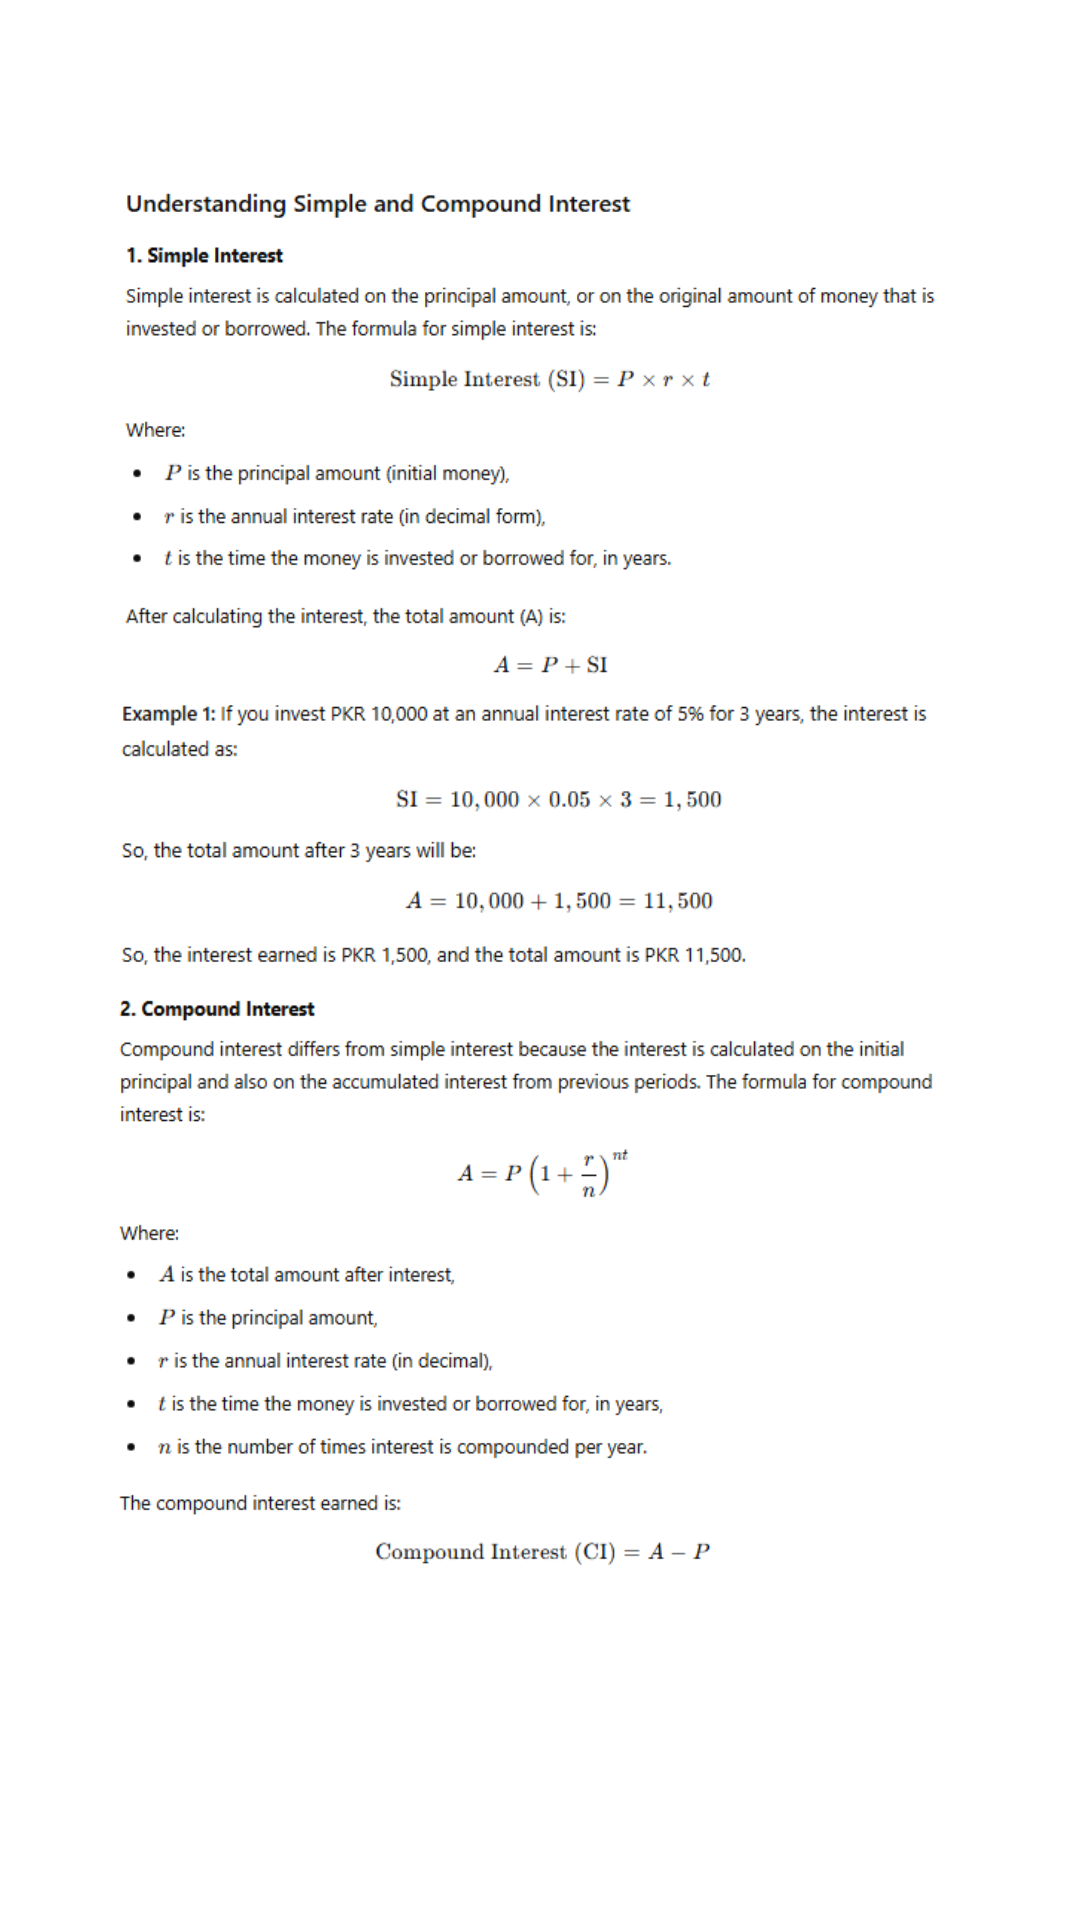 Understanding Simple and Compound Interest
1. Simple Interest
Simple interest is calculated on the principal amount, or on the original amount of money that is
invested or borrowed. The formula for simple interest is:
Simple Interest (SI) = P × r × t
Where:
• P is the principal amount (initial money),
• r is the annual interest rate (in decimal form),
• t is the time the money is invested or borrowed for, in years.
After calculating the interest, the total amount (A) is:
A = P + SI
Example 1: If you invest PKR 10,000 at an annual interest rate of 5% for 3 years, the interest is
calculated as:
SI = 10,000 × 0.05 × 3 = 1,500
So, the total amount after 3 years will be:
A = 10,000 + 1,500 = 11,500
So, the interest earned is PKR 1,500, and the total amount is PKR 11,500.
2. Compound Interest
Compound interest differs from simple interest because the interest is calculated on the initial
principal and also on the accumulated interest from previous periods. The formula for compound
interest is:
A = P (1 + r/n)^nt
Where:
• A is the total amount after interest,
• P is the principal amount,
• r is the annual interest rate (in decimal),
• t is the time the money is invested or borrowed for, in years,
• n is the number of times interest is compounded per year.
The compound interest earned is:
Compound Interest (CI) = A − P